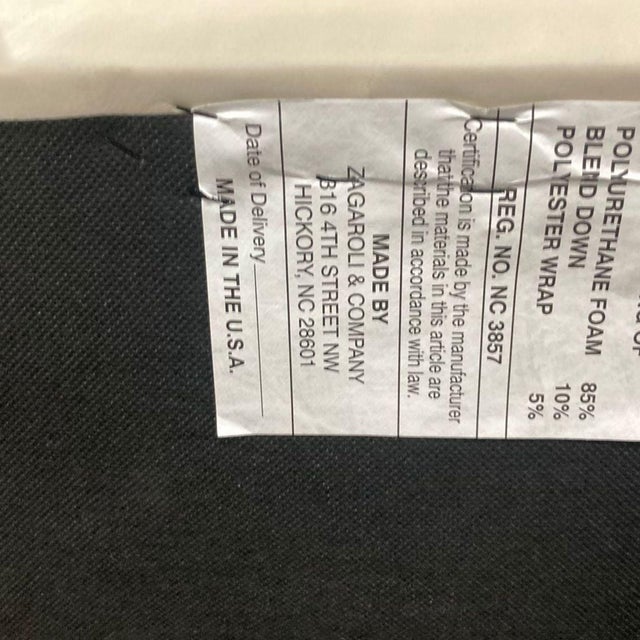 POLYURETHANE FOAM 85%
BLEND DOWN 10%
POLYESTER WRAP 5%
REG. NO. NC 3857
Certification is made by the manufacturer
that the materials in this article are
described in accordance with law.
MADE BY
ZAGAROLI & COMPANY
816 4TH STREET NW
HICKORY, NC 28601
Date of Delivery
MADE IN THE U.S.A.